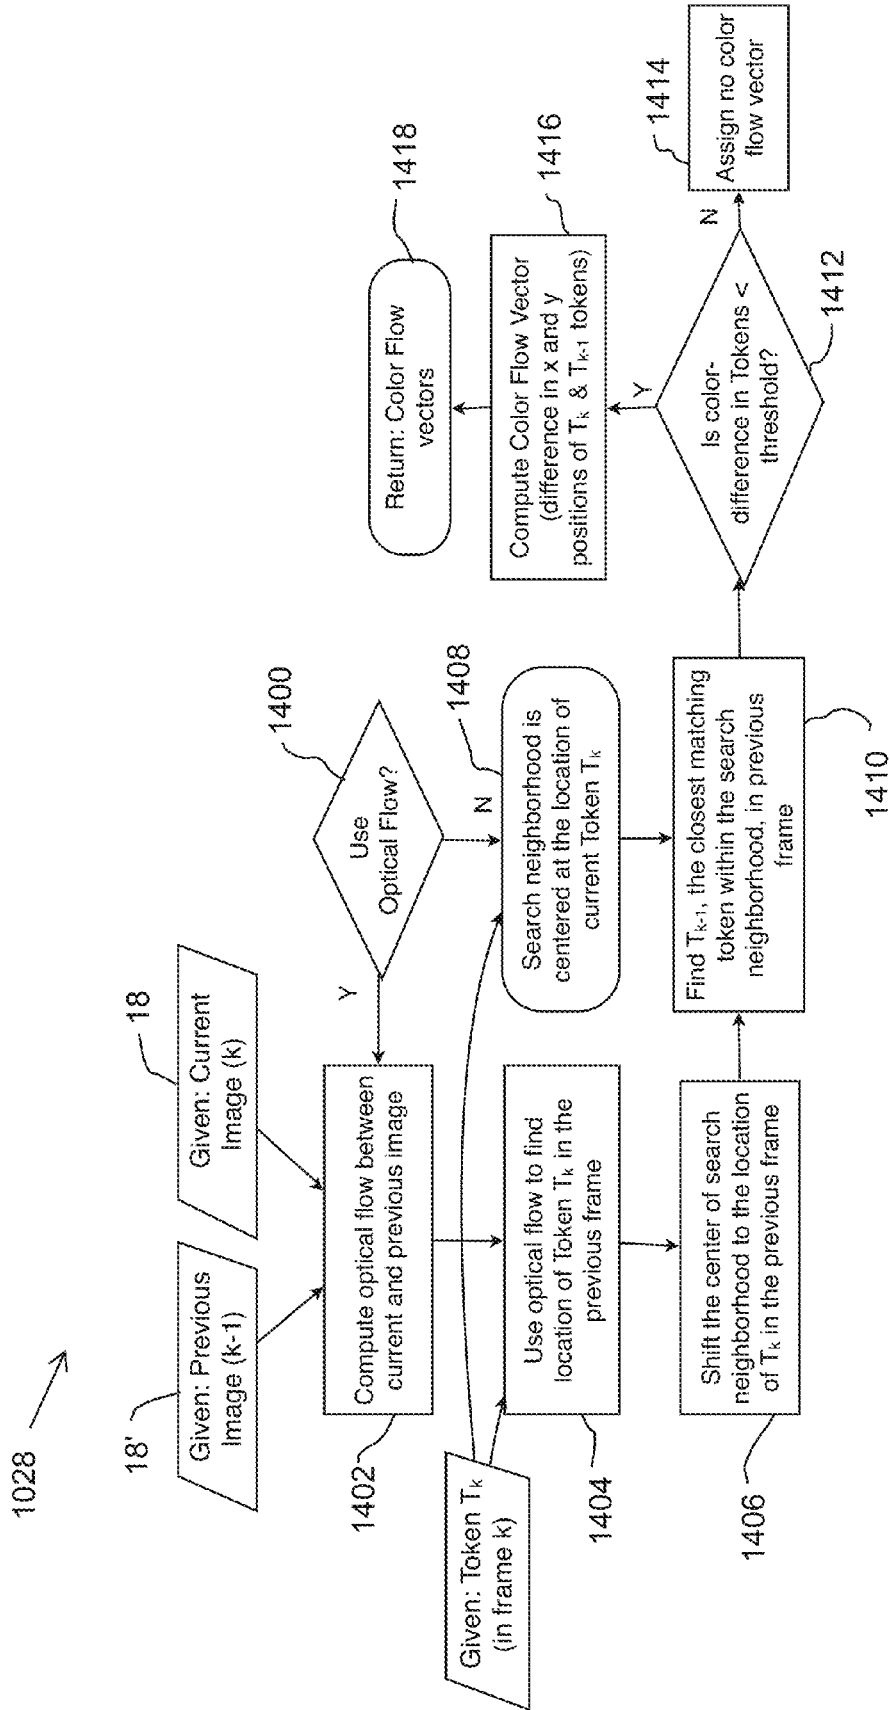 1028
18'
Given: Previous
Image (k-1)
18
Given: Current
Image (k)
1400
Use
Optical Flow?
Y
N
1402
Compute optical flow between
current and previous image
Given: Token Tk
(in frame k)
1404
Use optical flow to find
location of Token Tk in the
previous frame
1406
Shift the center of search
neighborhood to the location
of Tk in the previous frame
1408
Search neighborhood is
centered at the location of
current Token Tk
1410
Find Tk-1, the closest matching
token within the search
neighborhood, in previous
frame
1412
Is color-
difference in Tokens <
threshold?
Y
N
1414
Assign no color
flow vector
1416
Compute Color Flow Vector
(difference in x and y
positions of Tk & Tk-1 tokens)
1418
Return: Color Flow
vectors